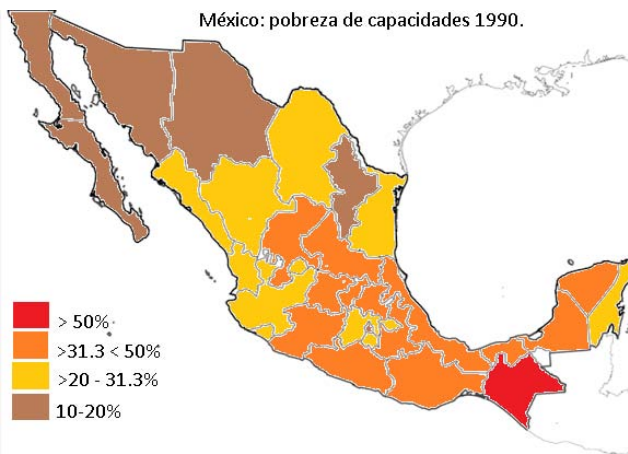 México: pobreza de capacidades 1990.
> 50%
>31.3 < 50%
>20 - 31.3%
10-20%